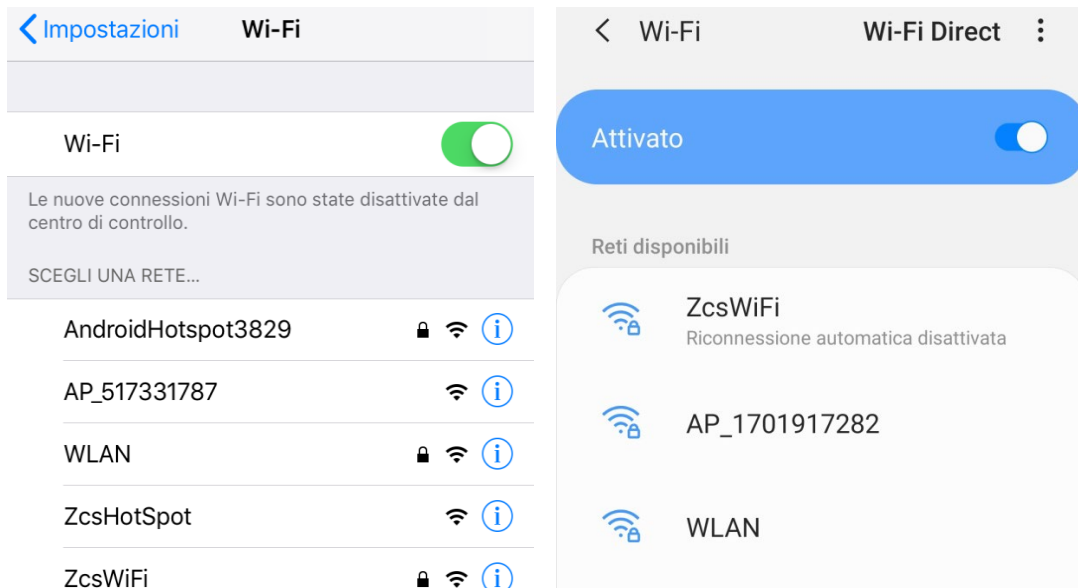 Impostazioni
Wi-Fi
Wi-Fi
Le nuove connessioni Wi-Fi sono state disattivate dal
centro di controllo.
SCEGLI UNA RETE...
AndroidHotspot3829
AP_517331787
WLAN
ZcsHotSpot
ZcsWiFi
Wi-Fi
Wi-Fi Direct
Attivato
Reti disponibili
ZcsWiFi
Riconnessione automatica disattivata
AP_1701917282
WLAN